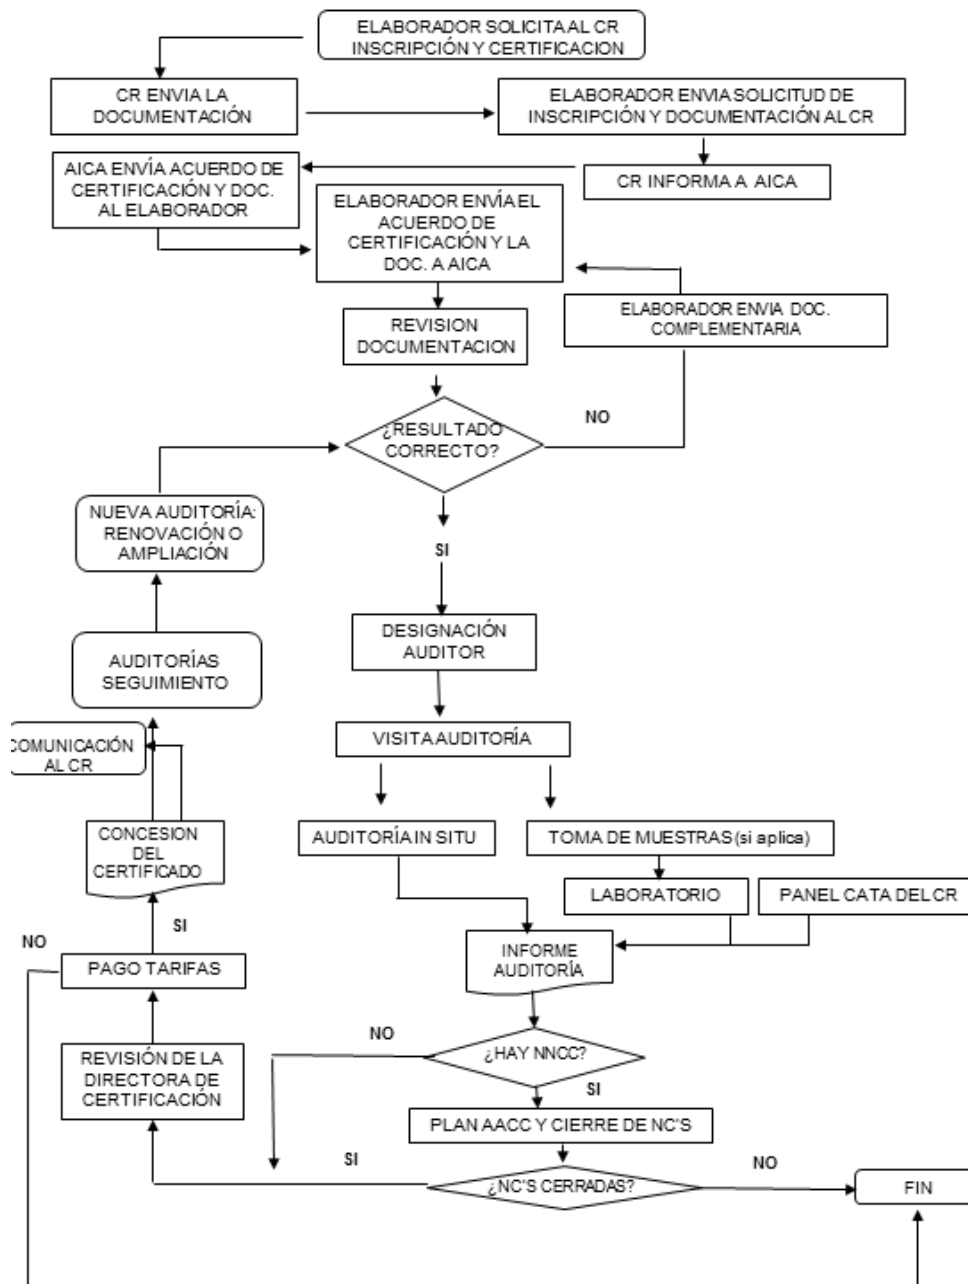 ELABORADOR SOLICITA AL CR
INSCRIPCIÓN Y CERTIFICACION
CR ENVIA LA
DOCUMENTACIÓN
ELABORADOR ENVIA SOLICITUD DE
INSCRIPCIÓN Y DOCUMENTACIÓN AL CR
AICA ENVÍA ACUERDO DE
CERTIFICACIÓN Y DOC.
AL ELABORADOR
CR INFORMA A AICA
ELABORADOR ENVÍA EL
ACUERDO DE
CERTIFICACIÓN Y LA
DOC. A AICA
ELABORADOR ENVIA DOC.
COMPLEMENTARIA
REVISION
DOCUMENTACION
¿RESULTADO
CORRECTO?
NO
NUEVA AUDITORÍA:
RENOVACIÓN O
AMPLIACIÓN
SI
DESIGNACIÓN
AUDITOR
AUDITORÍAS
SEGUIMIENTO
VISITA AUDITORÍA
COMUNICACIÓN
AL CR
CONCESION
DEL
CERTIFICADO
AUDITORÍA IN SITU
TOMA DE MUESTRAS (si aplica)
LABORATORIO
PANEL CATA DEL CR
SI
NO
INFORME
AUDITORÍA
PAGO TARIFAS
NO
¿HAY NNCC?
REVISIÓN DE LA
DIRECTORA DE
CERTIFICACIÓN
SI
PLAN AACC Y CIERRE DE NC'S
SI
NO
¿NC'S CERRADAS?
FIN